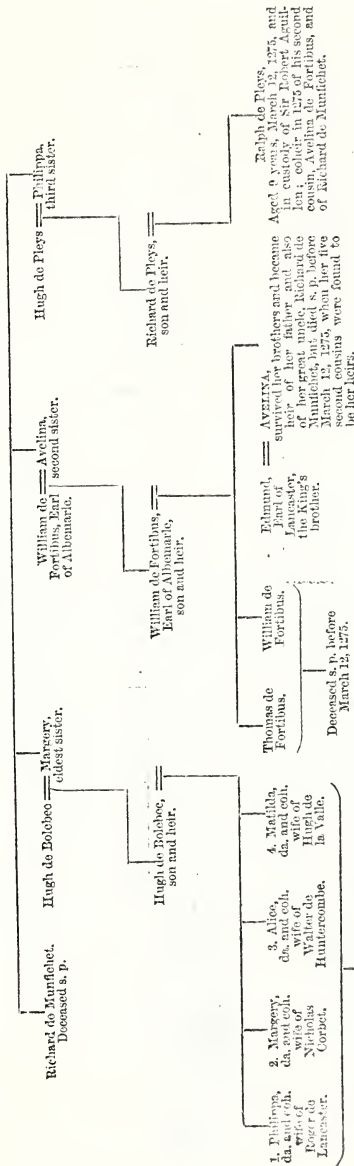 Richard de Munfichet.
Deceased s. p.
Hugh de Bolebec = Margery,
eldest sister.
William de = Avelina,
Fortibus, Earl second sister.
of Albemarle.
Hugh de Pleys = Philippa,
third sister.
Hugh de Bolebec, =
son and heir.
William de Fortibus, =
Earl of Albemarle,
son and heir.
Richard de Pleys, =
son and heir.
1. Philippa,
da. and coh.
wife of
Roger de
Lancaster.
2. Margery,
da. and coh.
wife of
Nicholas
Corbet.
3. Alice,
da. and coh.
wife of
Walter de
Huntercombe.
4. Matilda,
da. and coh.
wife of
Hugh de
la Valle.
Thomas de
Fortibus.
William de
Fortibus.
Deceased s. p. before
March 12, 1275.
Edmund,
Earl of
Lancaster,
the King's
brother.
= AVELINA,
survived her brothers and became
heir of her father and also
of her great uncle, Richard de
Munfichet, but died s. p. before
March 12, 1275, when her five
second cousins were found to
be her heirs.
Ralph de Pleys,
Aged 9 years, March 12, 1275, and
in custody of Sir Robert Aguil-
lon; coheir in 1275 of his second
cousin, Avelina de Fortibus, and
of Richard de Munfichet.